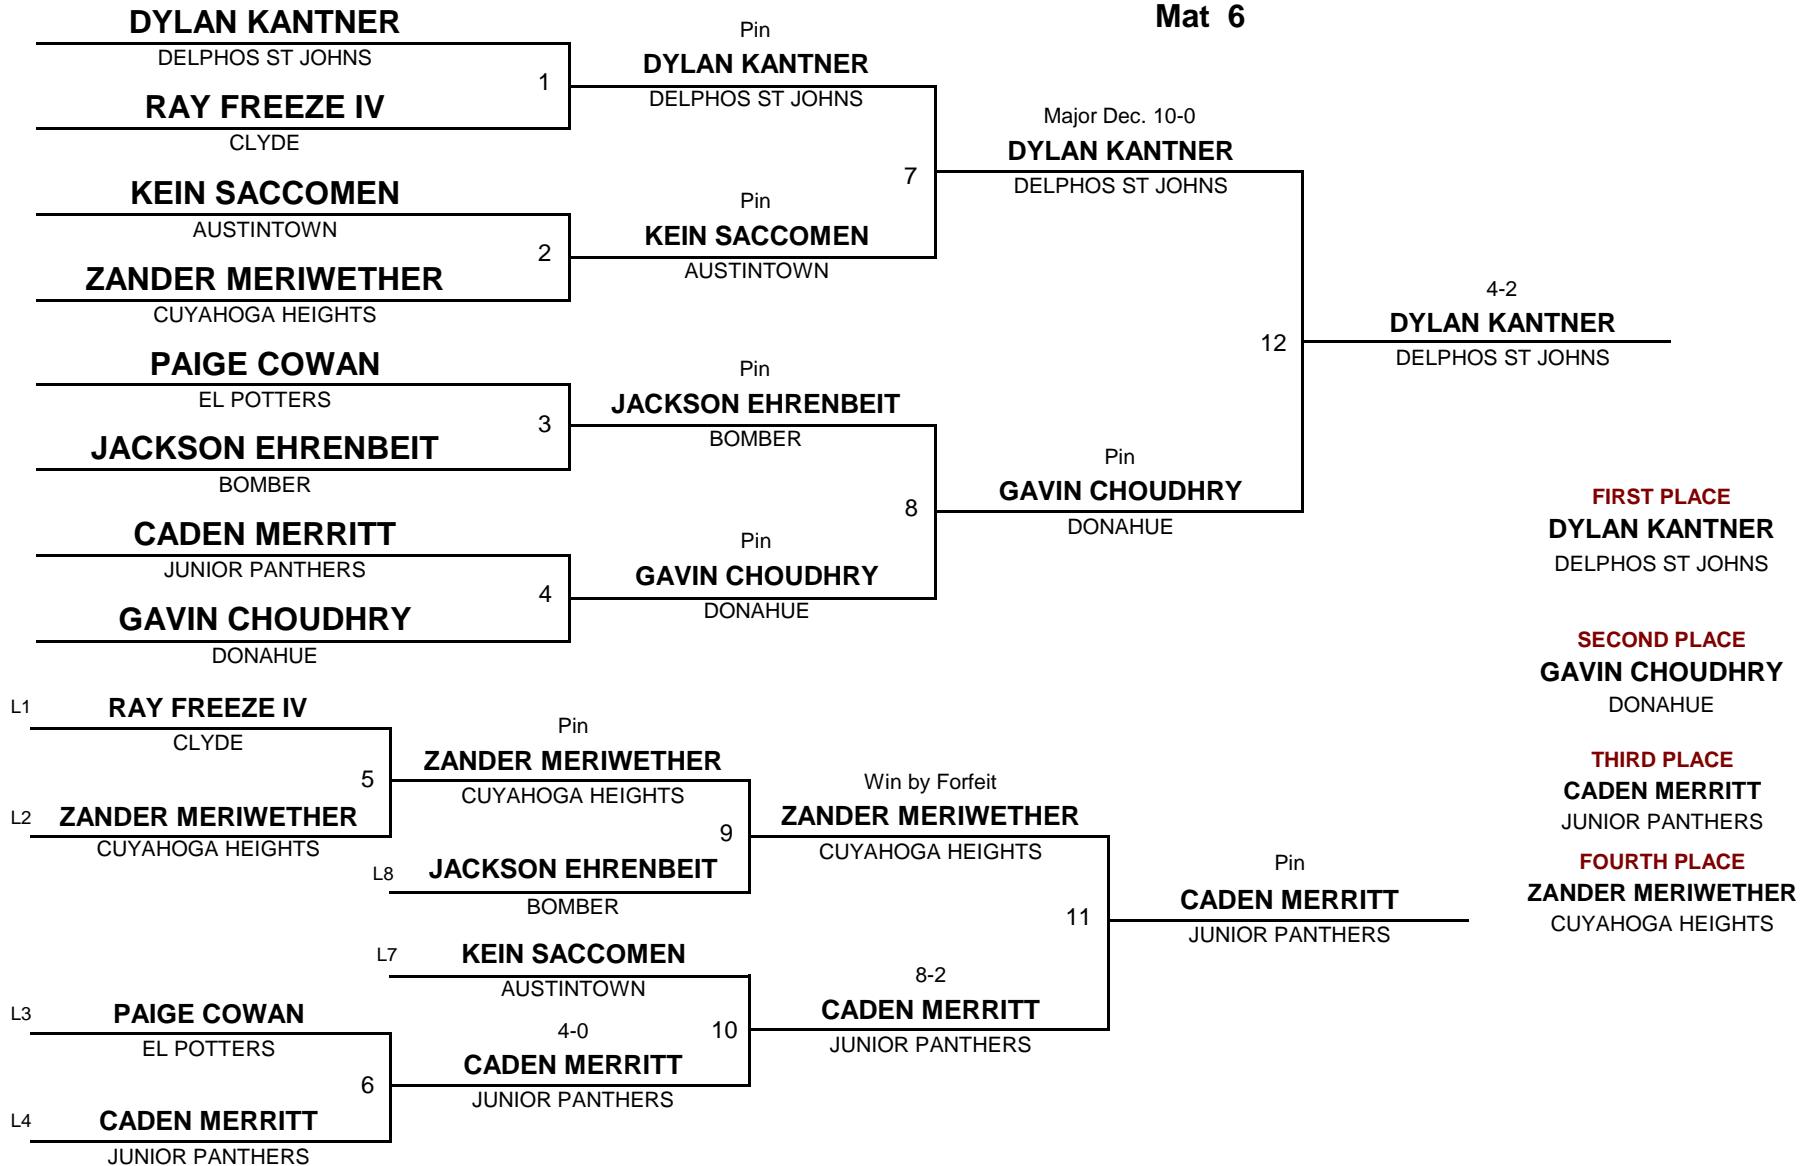 Mat 6
DYLAN KANTNER
DELPHOS ST JOHNS
1
RAY FREEZE IV
CLYDE
KEIN SACCOMEN
AUSTINTOWN
2
ZANDER MERIWETHER
CUYAHOGA HEIGHTS
PAIGE COWAN
EL POTTERS
3
JACKSON EHRENBEIT
BOMBER
CADEN MERRITT
JUNIOR PANTHERS
4
GAVIN CHOUDHRY
DONAHUE
Pin
DYLAN KANTNER
DELPHOS ST JOHNS
7
Pin
KEIN SACCOMEN
AUSTINTOWN
Pin
JACKSON EHRENBEIT
BOMBER
8
Pin
GAVIN CHOUDHRY
DONAHUE
Major Dec. 10-0
DYLAN KANTNER
DELPHOS ST JOHNS
12
Pin
GAVIN CHOUDHRY
DONAHUE
4-2
DYLAN KANTNER
DELPHOS ST JOHNS
L1 RAY FREEZE IV
CLYDE
5
L2 ZANDER MERIWETHER
CUYAHOGA HEIGHTS
L3 PAIGE COWAN
EL POTTERS
6
L4 CADEN MERRITT
JUNIOR PANTHERS
Pin
ZANDER MERIWETHER
CUYAHOGA HEIGHTS
9
L8 JACKSON EHRENBEIT
BOMBER
L7 KEIN SACCOMEN
AUSTINTOWN
10
4-0
CADEN MERRITT
JUNIOR PANTHERS
Win by Forfeit
ZANDER MERIWETHER
CUYAHOGA HEIGHTS
11
8-2
CADEN MERRITT
JUNIOR PANTHERS
Pin
CADEN MERRITT
JUNIOR PANTHERS
FIRST PLACE
DYLAN KANTNER
DELPHOS ST JOHNS
SECOND PLACE
GAVIN CHOUDHRY
DONAHUE
THIRD PLACE
CADEN MERRITT
JUNIOR PANTHERS
FOURTH PLACE
ZANDER MERIWETHER
CUYAHOGA HEIGHTS